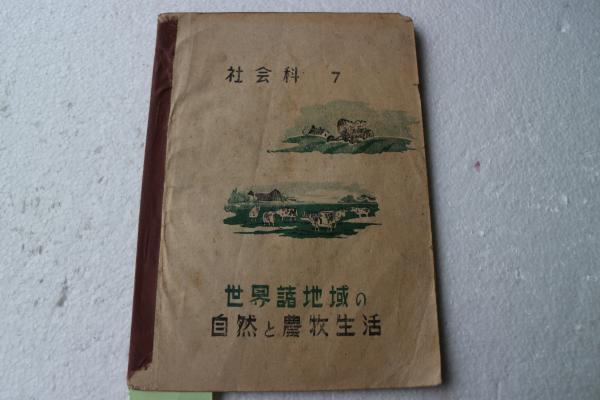 社会科 7
世界諸地域の
自然と農牧生活